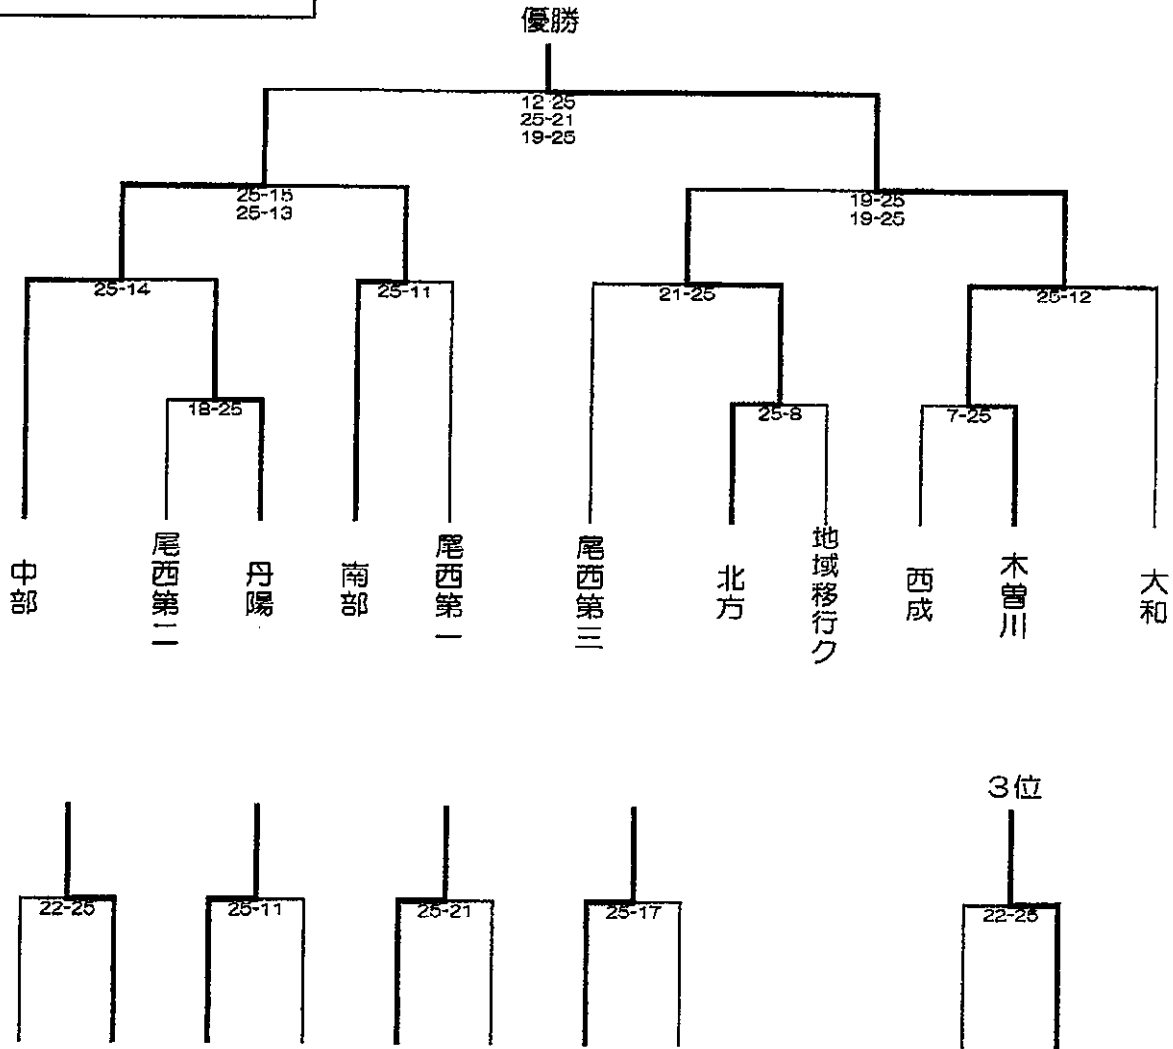 優勝
12-25
25-21
19-25
25-15
25-13
19-25
19-25
25-14
25-11
21-25
25-12
18-25
25-8
7-25
中部
尾西第二
丹陽
南部
尾西第一
尾西第三
北方
地域移行ク
西成
木曽川
大和
3位
22-25
25-11
25-21
25-17
22-25